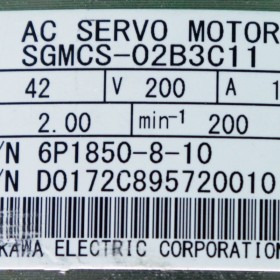 AC SERVO MOTOR
SGMCS-02B3C11
42 V 200 A 1
2.00 min-1 200
/N 6P1850-8-10
/N D0172C895720010
KAWA ELECTRIC CORPORATION